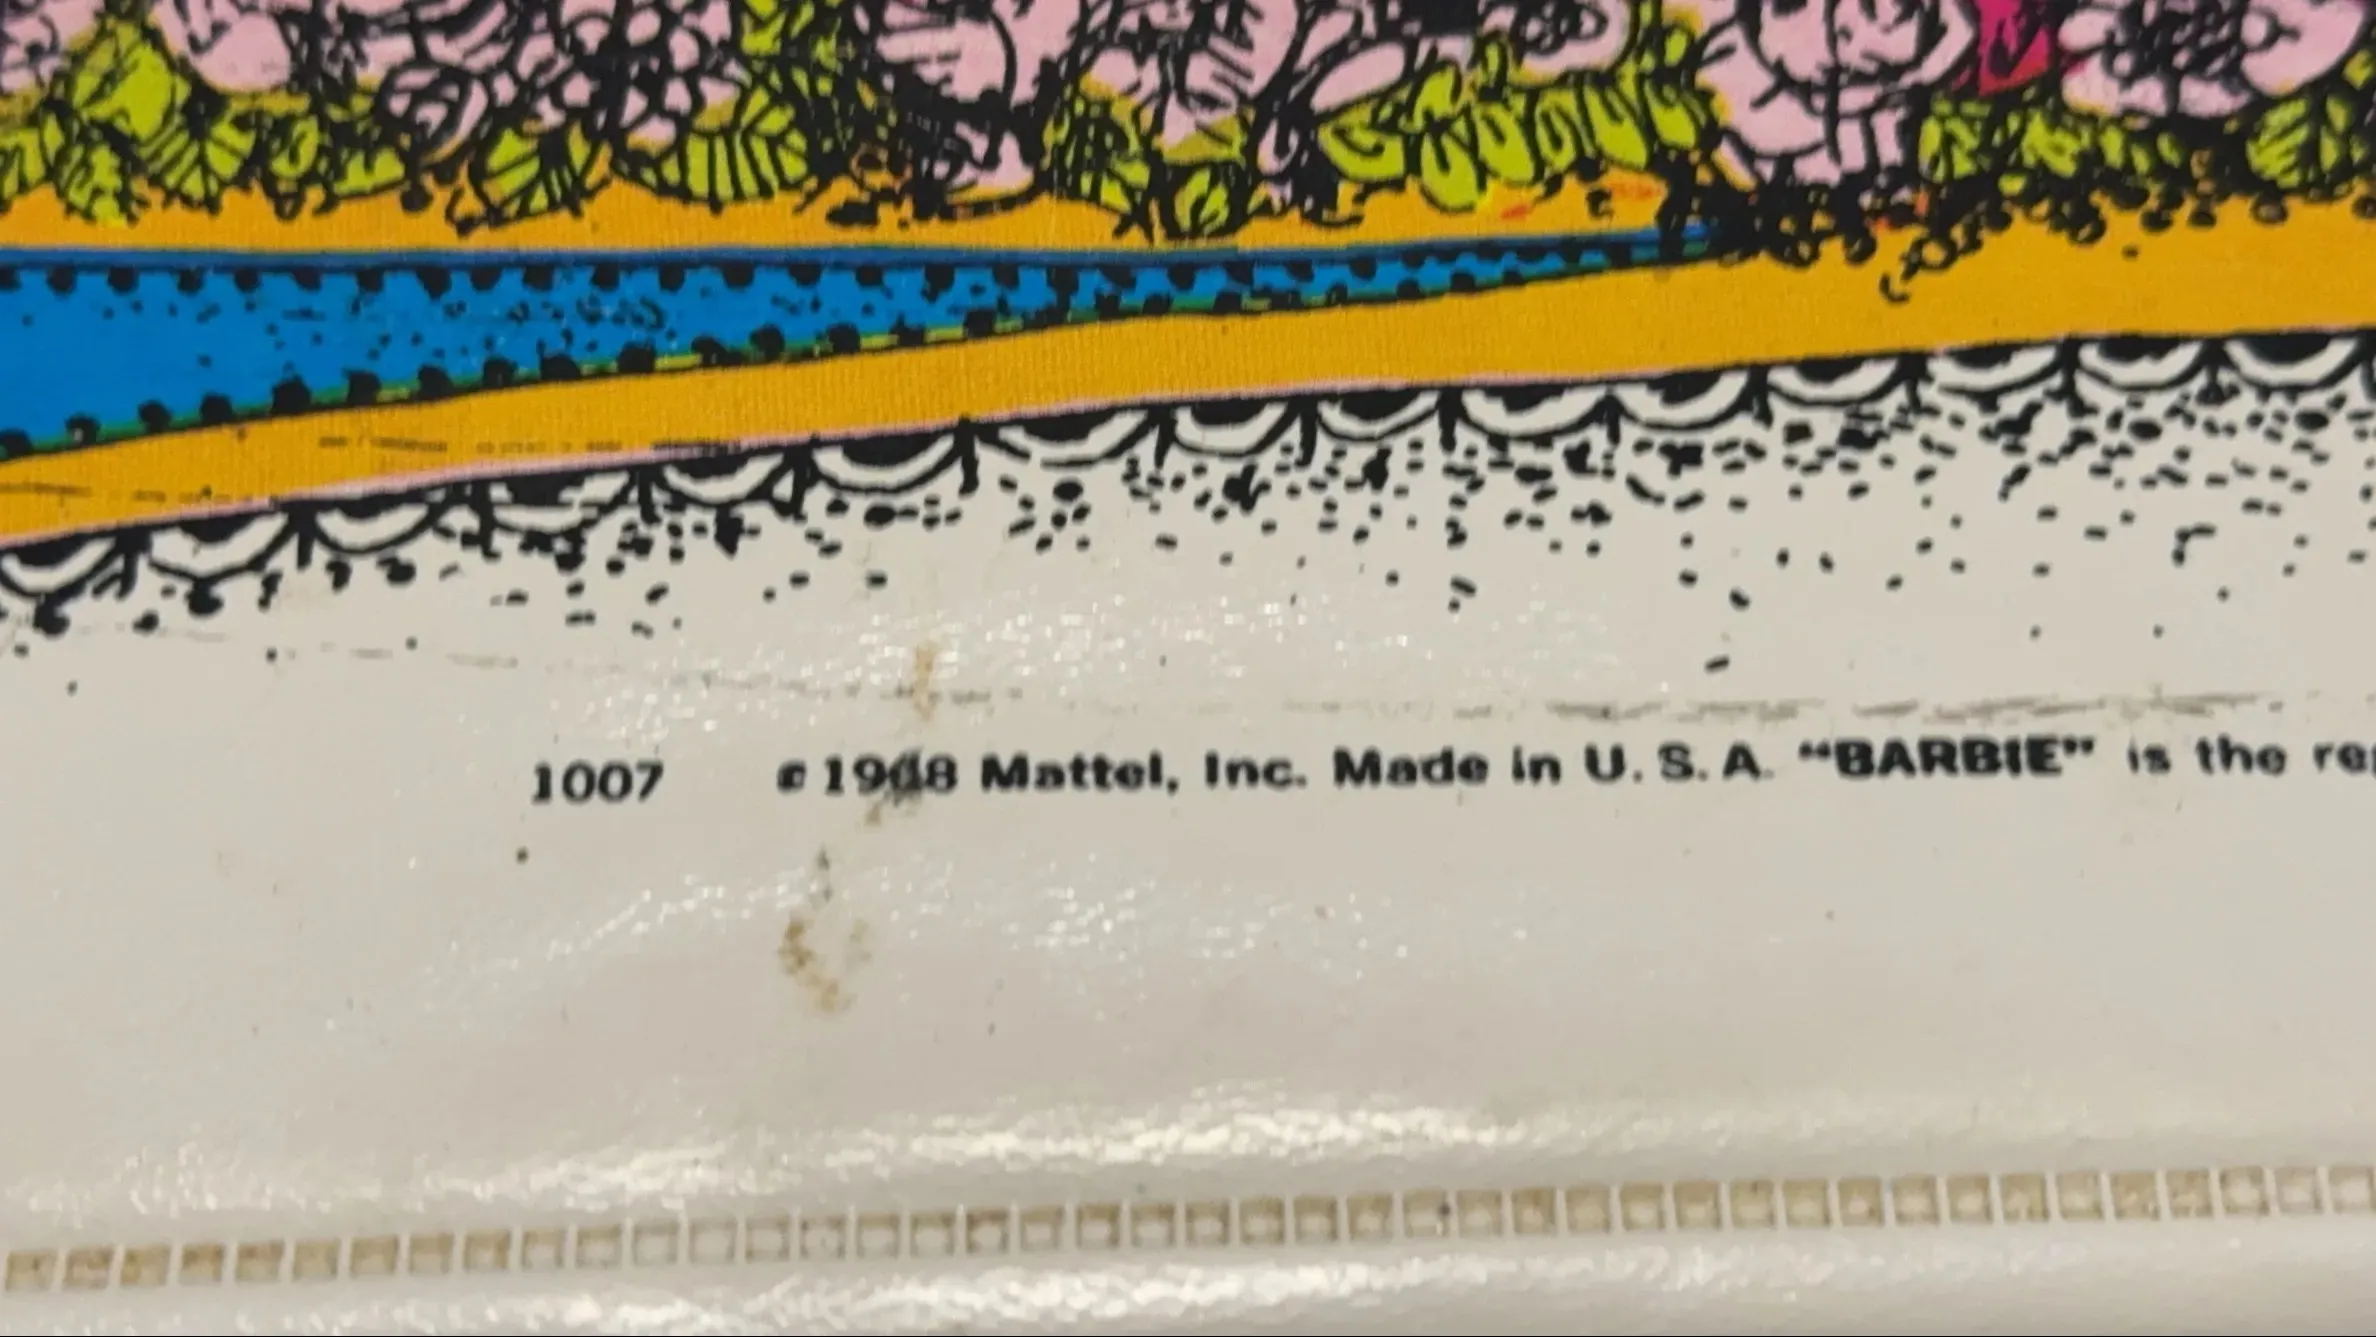 1007 © 1968 Mattel, Inc. Made in U.S.A. “BARBIE” is the